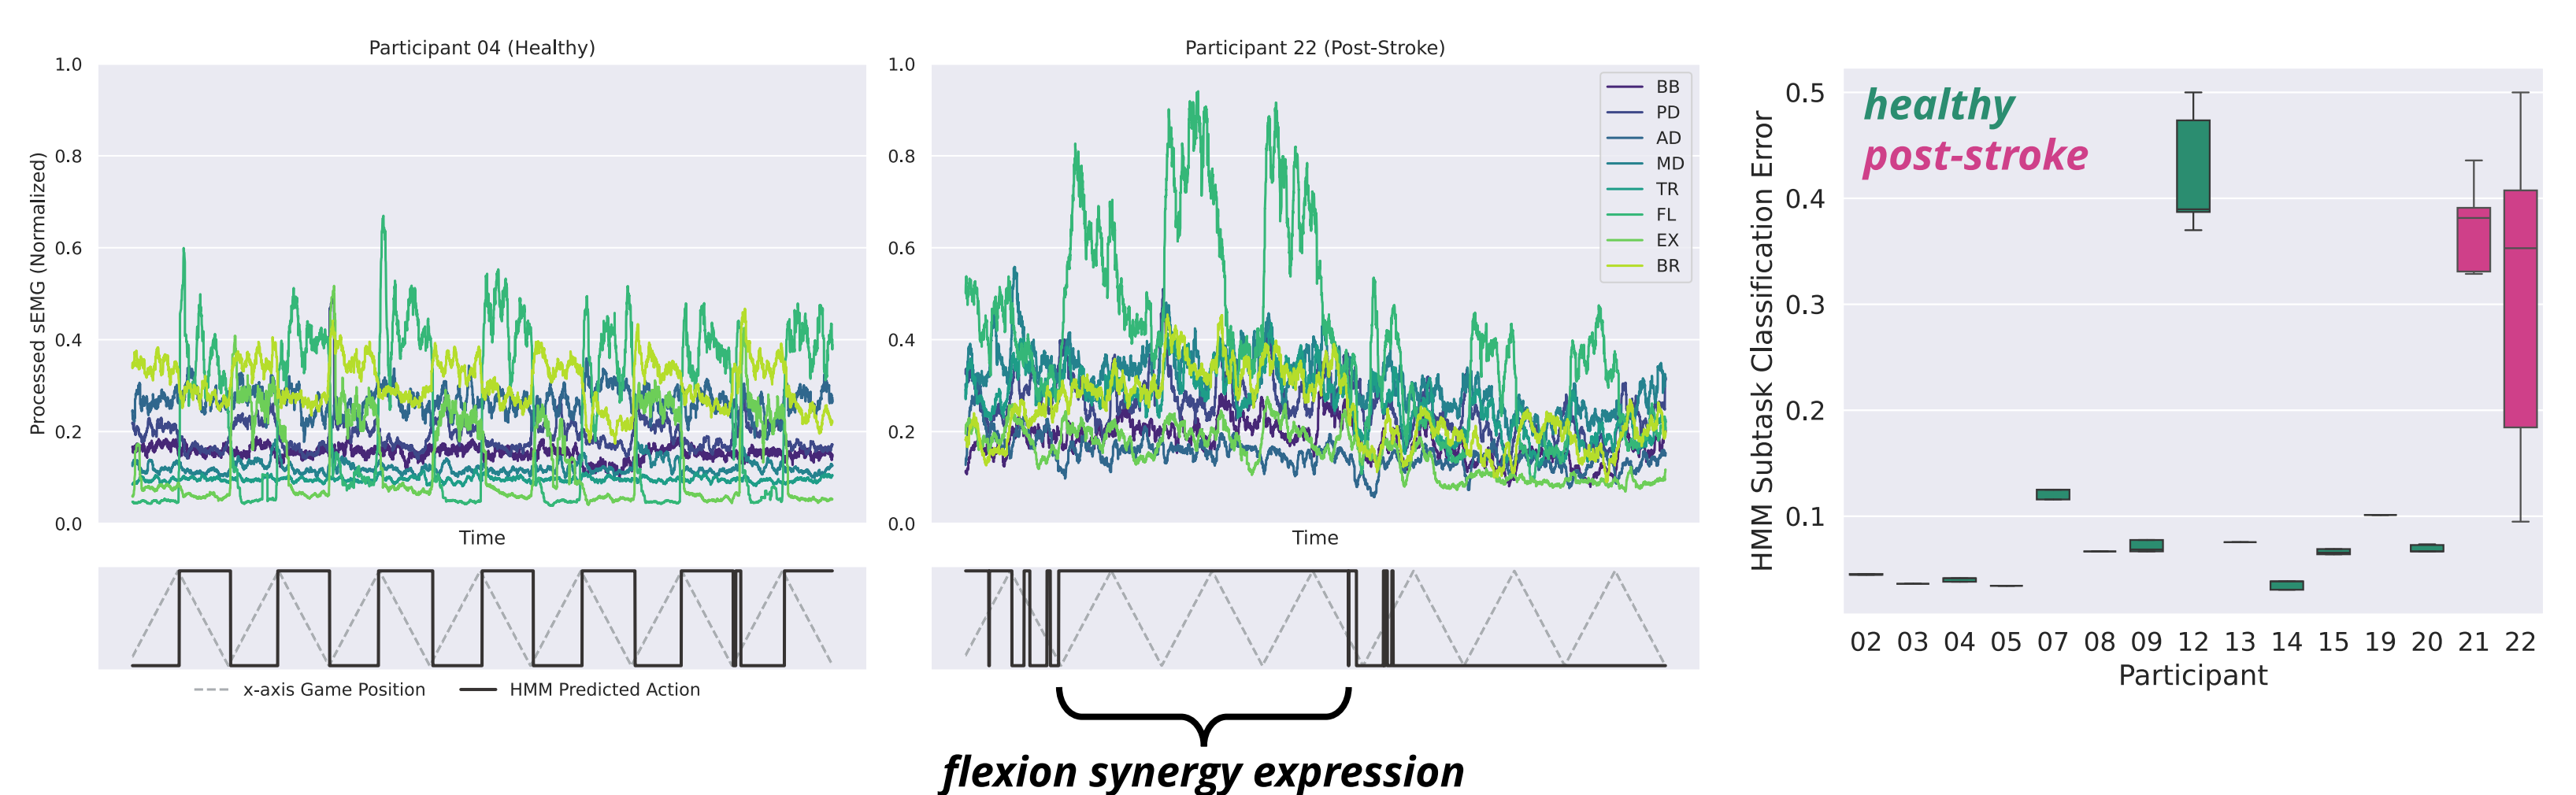 Participant 04 (Healthy)
Processed sEMG (Normalized)
1.0
0.8
0.6
0.4
0.2
0.0
Time
x-axis Game Position
HMM Predicted Action
Participant 22 (Post-Stroke)
1.0
0.8
0.6
0.4
0.2
0.0
BB
PD
AD
MD
TR
FL
EX
BR
Time
flexion synergy expression
healthy
post-stroke
HMM Subtask Classification Error
0.5
0.4
0.3
0.2
0.1
02 03 04 05 07 08 09 12 13 14 15 19 20 21 22
Participant